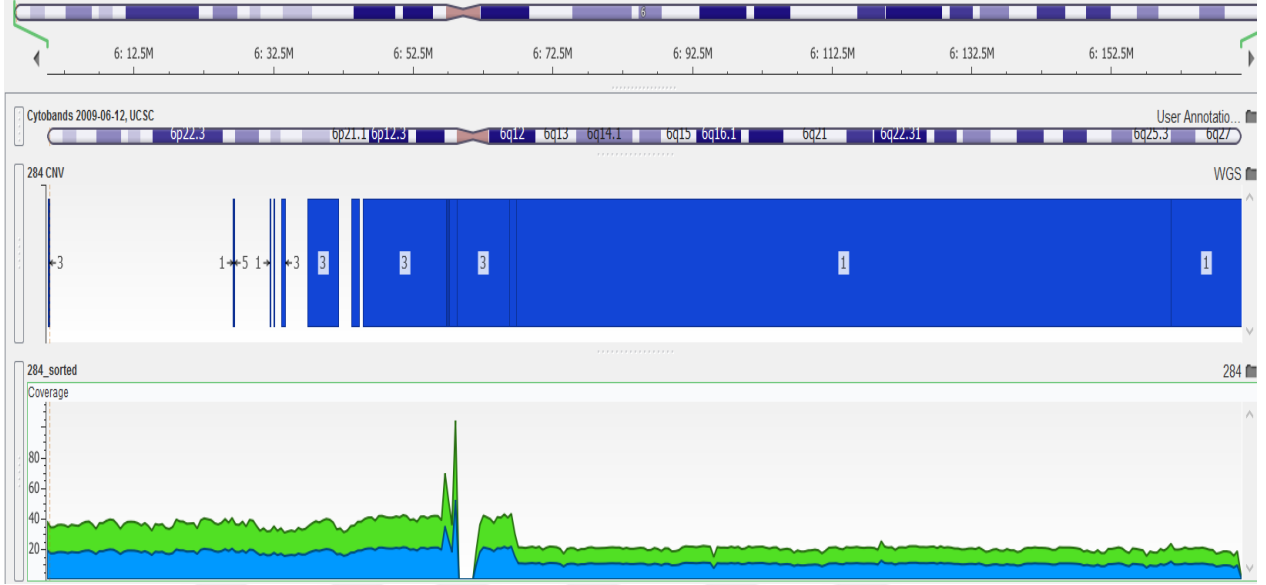 6
6: 12.5M 6: 32.5M 6: 52.5M 6: 72.5M 6: 92.5M 6: 112.5M 6: 132.5M 6: 152.5M
Cytobands 2009-06-12, UCSC User Annotatio...
6p22.3 6p21.1 6p12.3 6q12 6q13 6q14.1 6q15 6q16.1 6q21 6q22.31 6q25.3 6q27
284 CNV WGS
3 1 5 1 3 3 3 3 1 1
284_sorted 284
Coverage
80
60
40
20